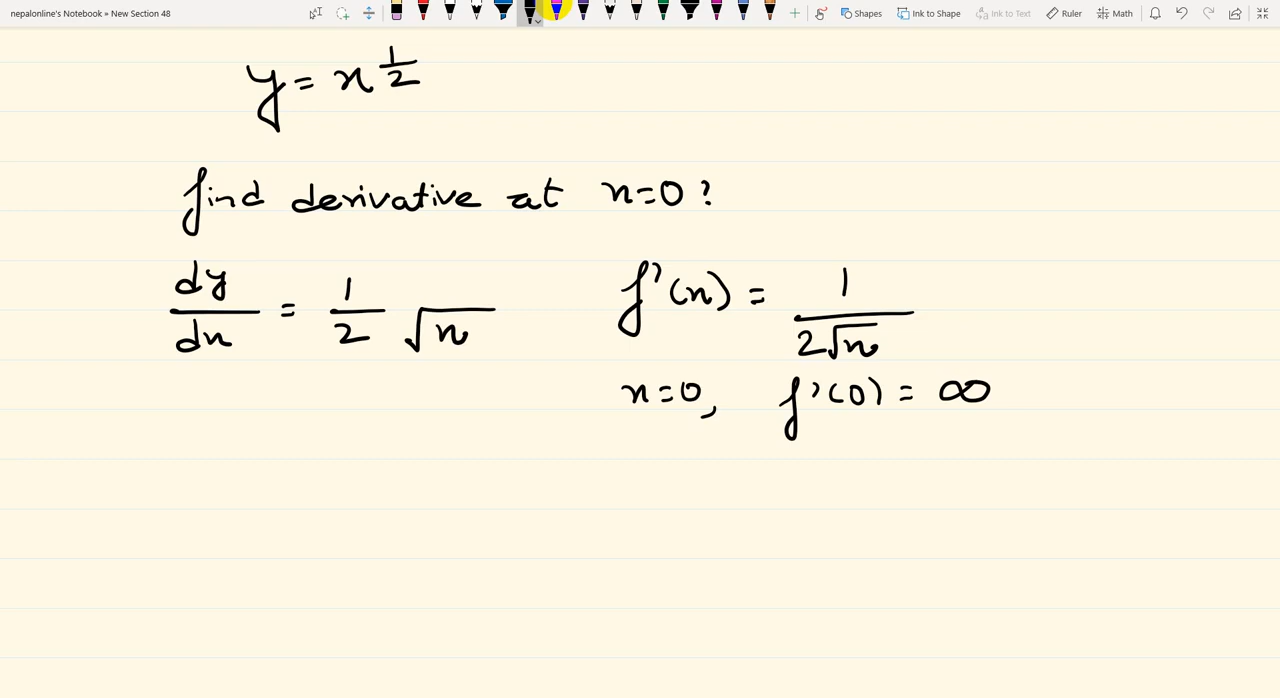 nepalonline's Notebook » New Section 48
Shapes Ink to Shape Ink to Text Ruler Math
y = x^(1/2)
find derivative at x=0?
dy/dx = 1/2 √x
f'(x) = 1/(2√x)
x=0, f'(0) = ∞